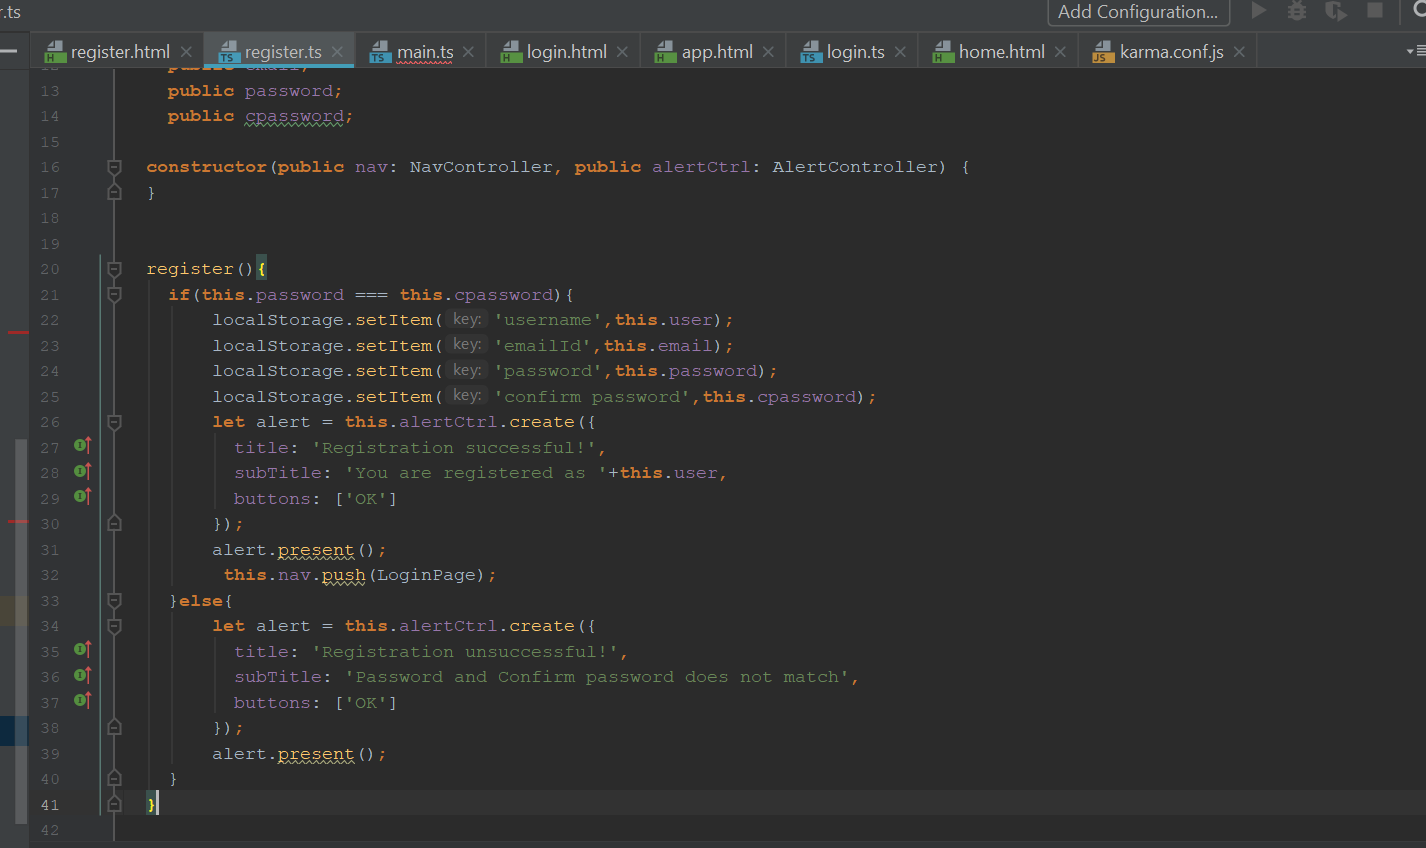 r.ts
Add Configuration...
register.html register.ts main.ts login.html app.html login.ts home.html karma.conf.js
13 public password;
14 public cpassword;
15
16 constructor(public nav: NavController, public alertCtrl: AlertController) {
17 }
18
19
20 register(){
21 if(this.password === this.cpassword){
22 localStorage.setItem( key: 'username',this.user);
23 localStorage.setItem( key: 'emailId',this.email);
24 localStorage.setItem( key: 'password',this.password);
25 localStorage.setItem( key: 'confirm password',this.cpassword);
26 let alert = this.alertCtrl.create({
27 title: 'Registration successful!',
28 subTitle: 'You are registered as '+this.user,
29 buttons: ['OK']
30 });
31 alert.present();
32 this.nav.push(LoginPage);
33 }else{
34 let alert = this.alertCtrl.create({
35 title: 'Registration unsuccessful!',
36 subTitle: 'Password and Confirm password does not match',
37 buttons: ['OK']
38 });
39 alert.present();
40 }
41 }
42